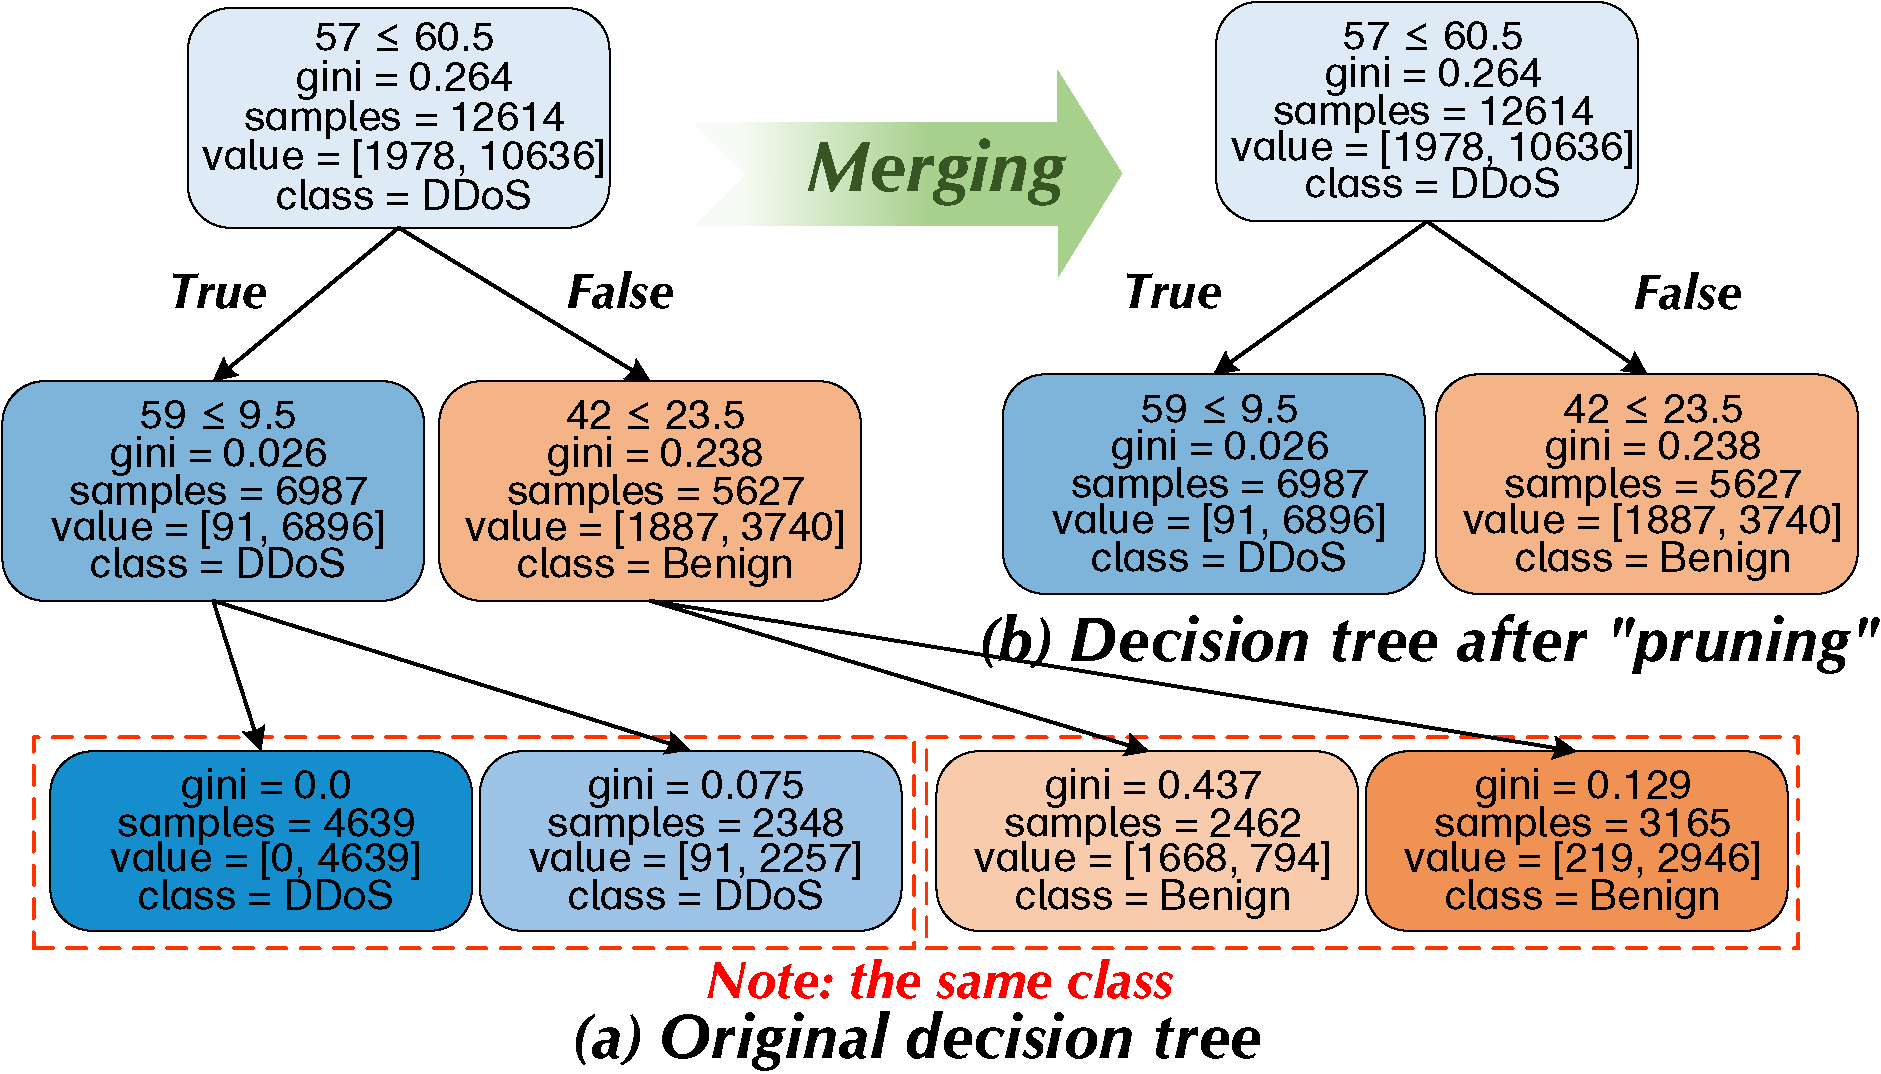 57 ≤ 60.5
gini = 0.264
samples = 12614
value = [1978, 10636]
class = DDoS
Merging
57 ≤ 60.5
gini = 0.264
samples = 12614
value = [1978, 10636]
class = DDoS
True
False
True
False
59 ≤ 9.5
gini = 0.026
samples = 6987
value = [91, 6896]
class = DDoS
42 ≤ 23.5
gini = 0.238
samples = 5627
value = [1887, 3740]
class = Benign
59 ≤ 9.5
gini = 0.026
samples = 6987
value = [91, 6896]
class = DDoS
42 ≤ 23.5
gini = 0.238
samples = 5627
value = [1887, 3740]
class = Benign
(b) Decision tree after "pruning"
gini = 0.0
samples = 4639
value = [0, 4639]
class = DDoS
gini = 0.075
samples = 2348
value = [91, 2257]
class = DDoS
gini = 0.437
samples = 2462
value = [1668, 794]
class = Benign
gini = 0.129
samples = 3165
value = [219, 2946]
class = Benign
Note: the same class
(a) Original decision tree